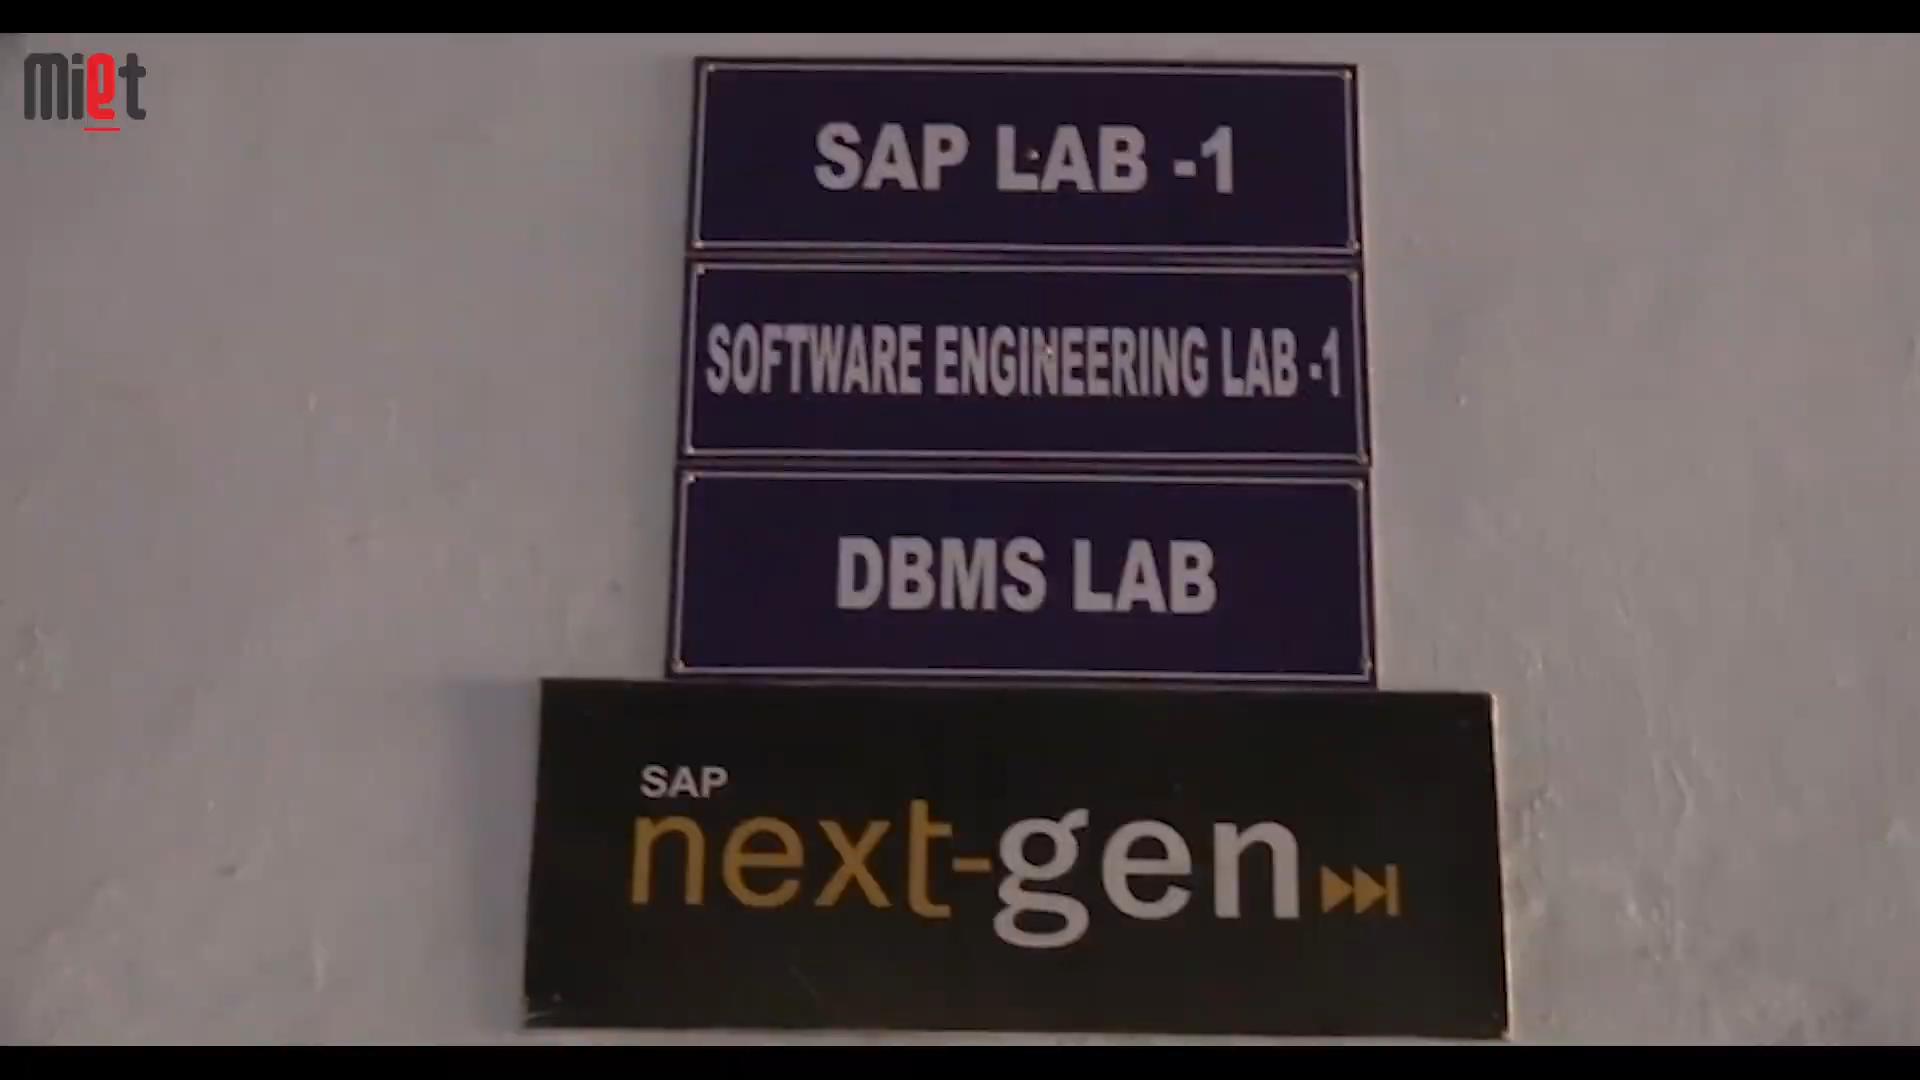 miet
SAP LAB -1
SOFTWARE ENGINEERING LAB -1
DBMS LAB
SAP
next-gen